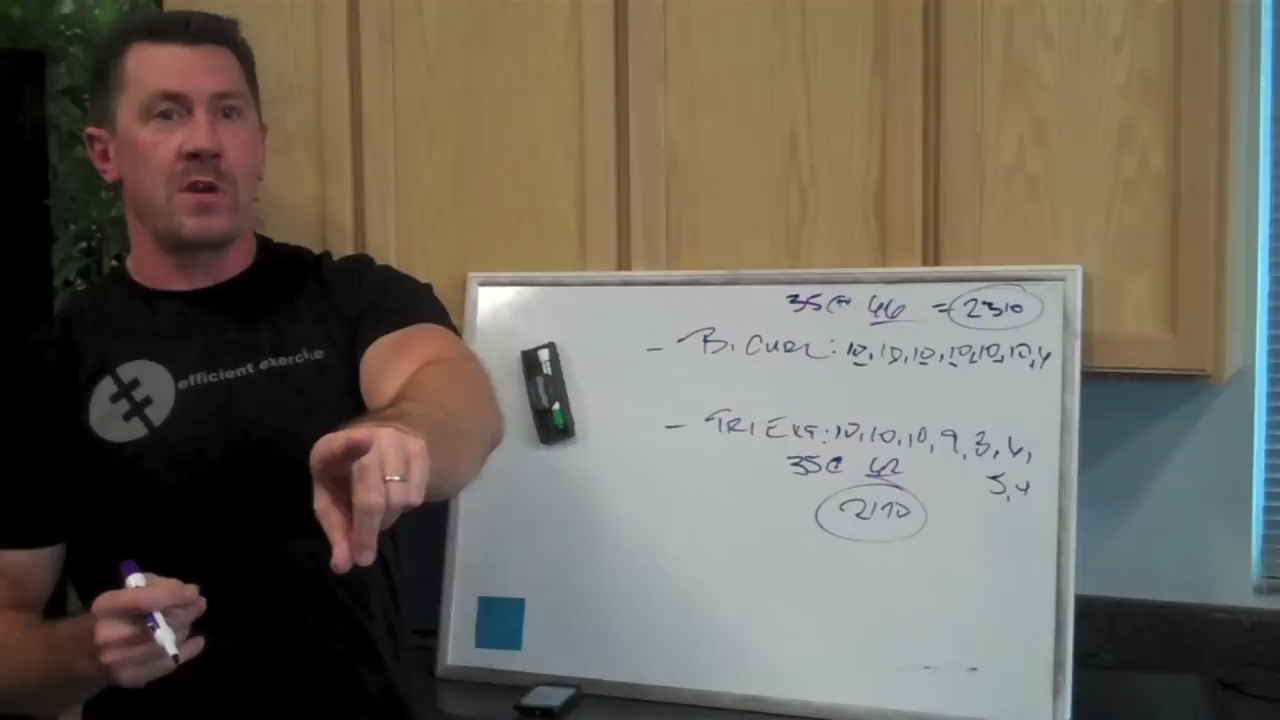 efficient exercise
35@ 66 = 2310
- Bi Curl: 10, 10, 10, 10, 10, 10, 6
- TRI EXT: 10, 10, 10, 9, 8, 6,
5, 4
35@ 62
2170